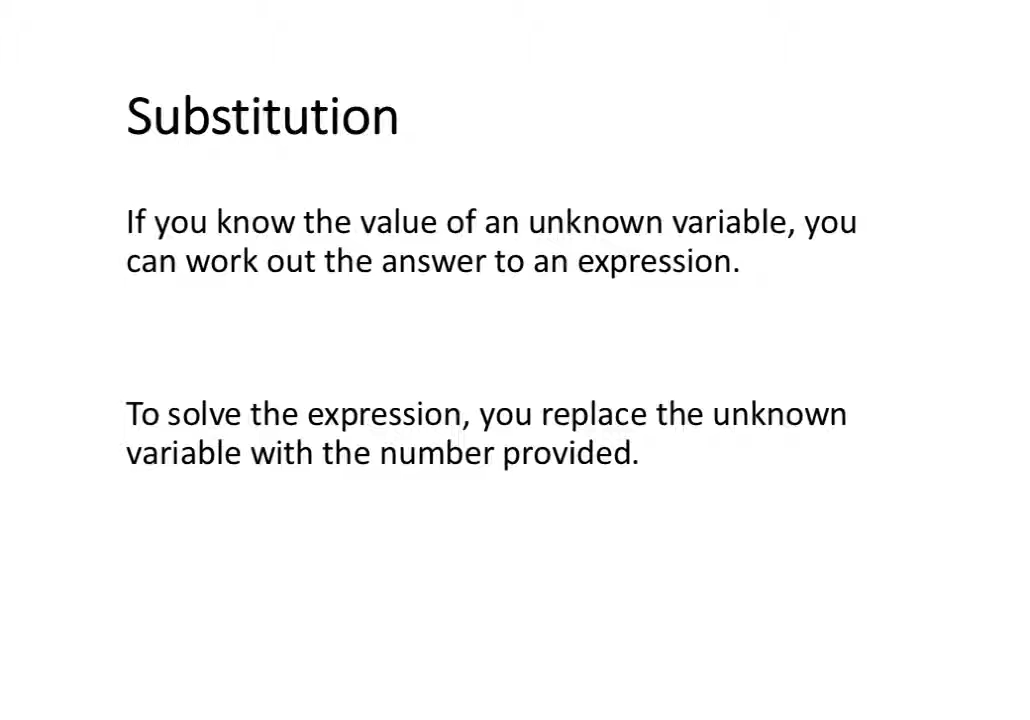 Substitution
If you know the value of an unknown variable, you
can work out the answer to an expression.
To solve the expression, you replace the unknown
variable with the number provided.